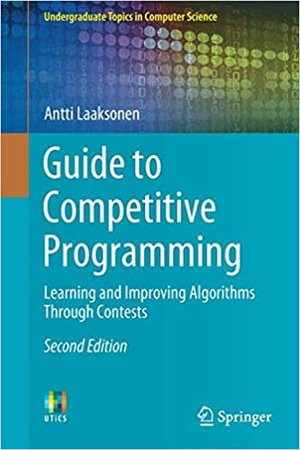 Undergraduate Topics in Computer Science
Antti Laaksonen
Guide to
Competitive
Programming
Learning and Improving Algorithms
Through Contests
Second Edition
UTiCS
Springer